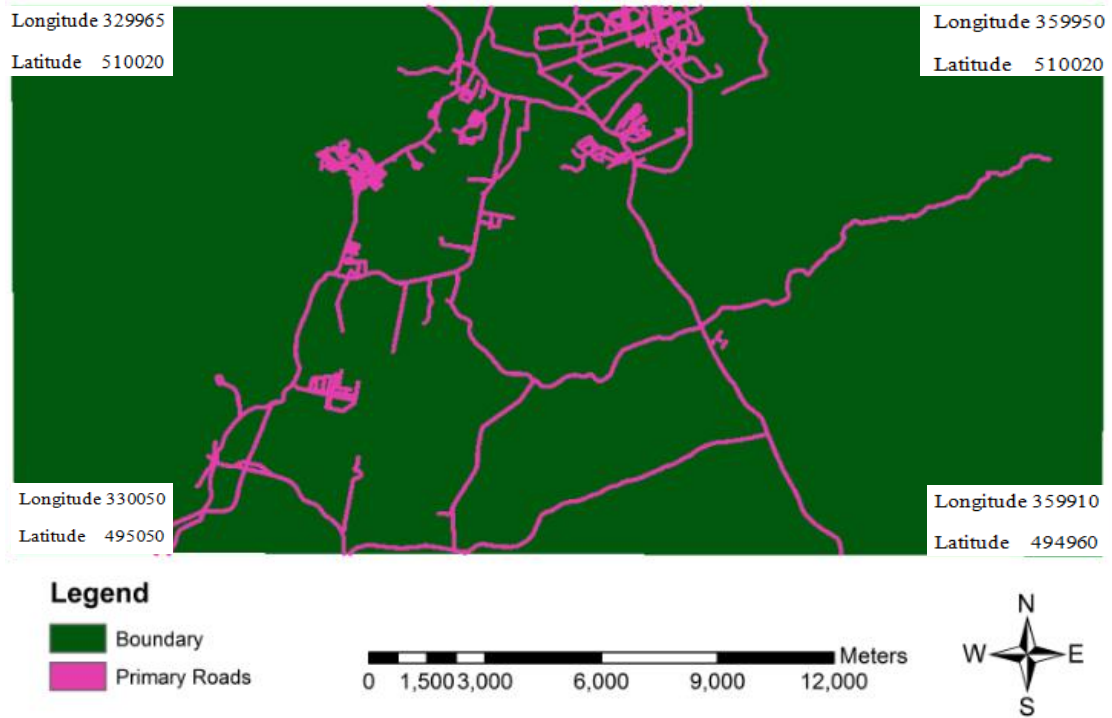 Longitude 329965
Latitude 510020
Longitude 359950
Latitude 510020
Longitude 330050
Latitude 495050
Longitude 359910
Latitude 494960
Legend
Boundary
Primary Roads
Meters
0 1,500 3,000 6,000 9,000 12,000
N
W E
S